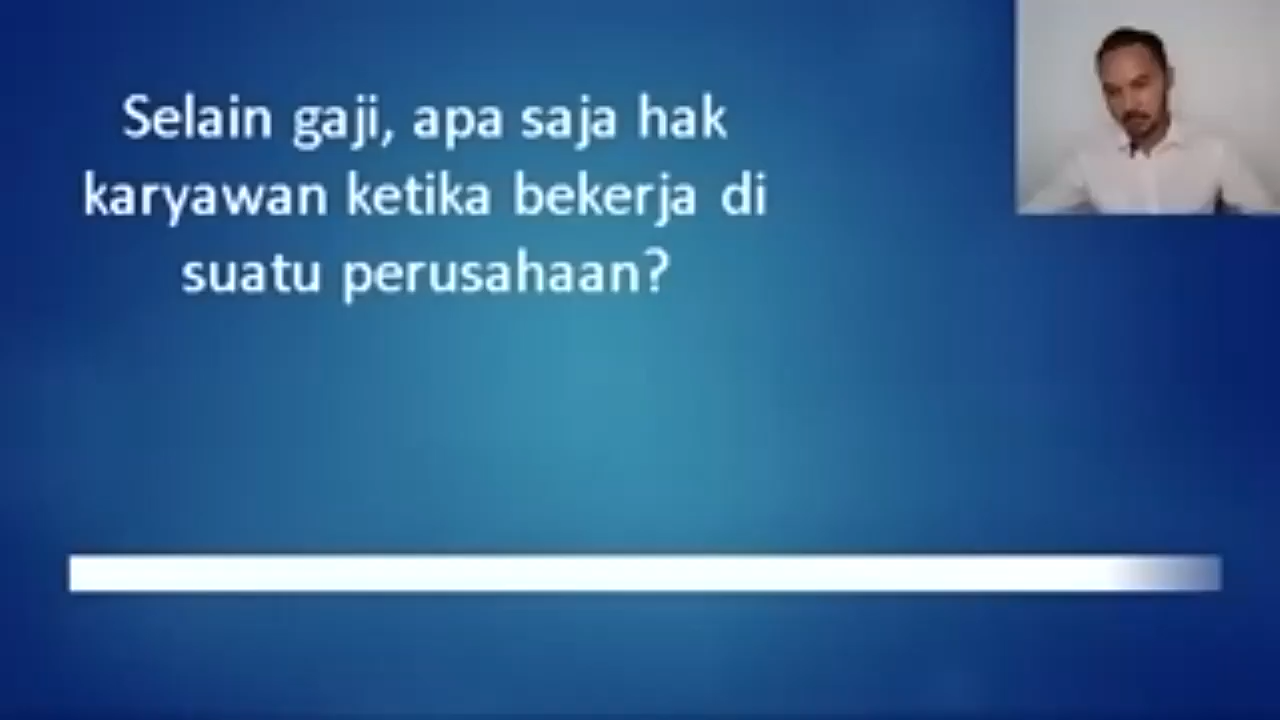 Selain gaji, apa saja hak
karyawan ketika bekerja di
suatu perusahaan?